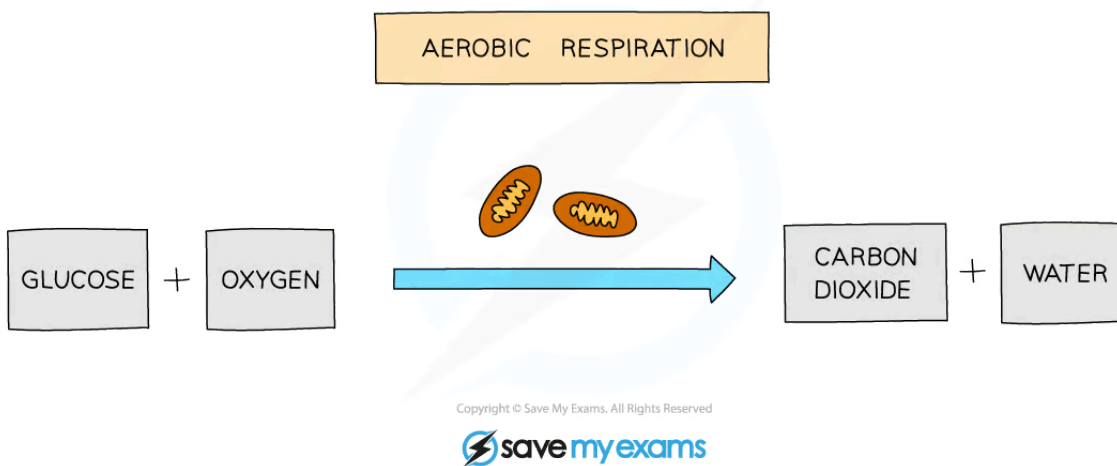 AEROBIC RESPIRATION
GLUCOSE + OXYGEN
CARBON
DIOXIDE + WATER
Copyright © Save My Exams. All Rights Reserved
save my exams